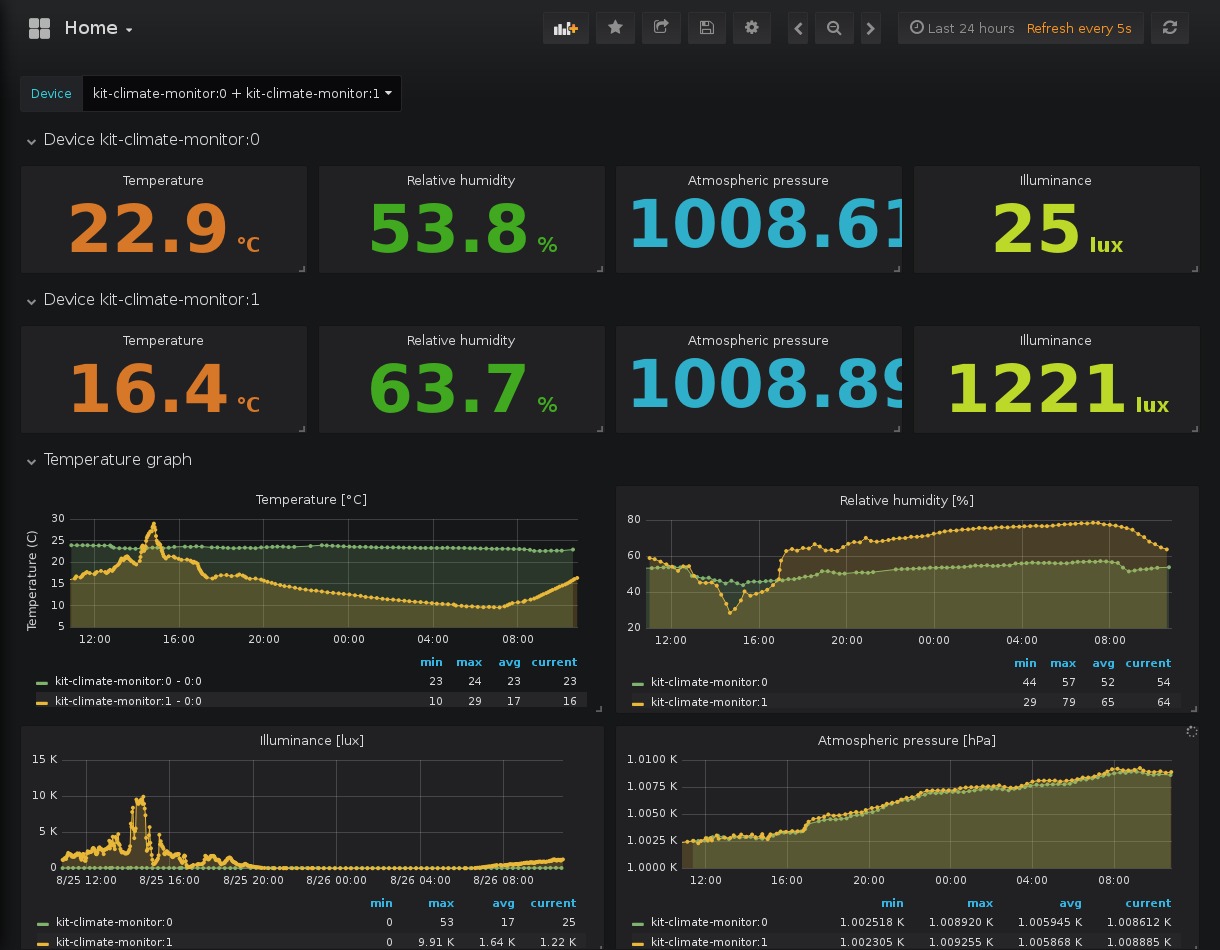 Home
Last 24 hours Refresh every 5s
Device kit-climate-monitor:0 + kit-climate-monitor:1
Device kit-climate-monitor:0
Temperature Relative humidity Atmospheric pressure Illuminance
22.9 °C 53.8 % 1008.61 25 lux
Device kit-climate-monitor:1
Temperature Relative humidity Atmospheric pressure Illuminance
16.4 °C 63.7 % 1008.89 1221 lux
Temperature graph
Temperature [°C]
Temperature (C)
30
25
20
15
10
5
12:00 16:00 20:00 00:00 04:00 08:00
min max avg current
kit-climate-monitor:0 - 0:0 23 24 23 23
kit-climate-monitor:1 - 0:0 10 29 17 16
Relative humidity [%]
80
60
40
20
12:00 16:00 20:00 00:00 04:00 08:00
min max avg current
kit-climate-monitor:0 44 57 52 54
kit-climate-monitor:1 29 79 65 64
Illuminance [lux]
15 K
10 K
5 K
0
8/25 12:00 8/25 16:00 8/25 20:00 8/26 00:00 8/26 04:00 8/26 08:00
min max avg current
kit-climate-monitor:0 0 53 17 25
kit-climate-monitor:1 0 9.91 K 1.64 K 1.22 K
Atmospheric pressure [hPa]
1.0100 K
1.0075 K
1.0050 K
1.0025 K
1.0000 K
12:00 16:00 20:00 00:00 04:00 08:00
min max avg current
kit-climate-monitor:0 1.002518 K 1.008920 K 1.005945 K 1.008612 K
kit-climate-monitor:1 1.002305 K 1.009255 K 1.005868 K 1.008885 K